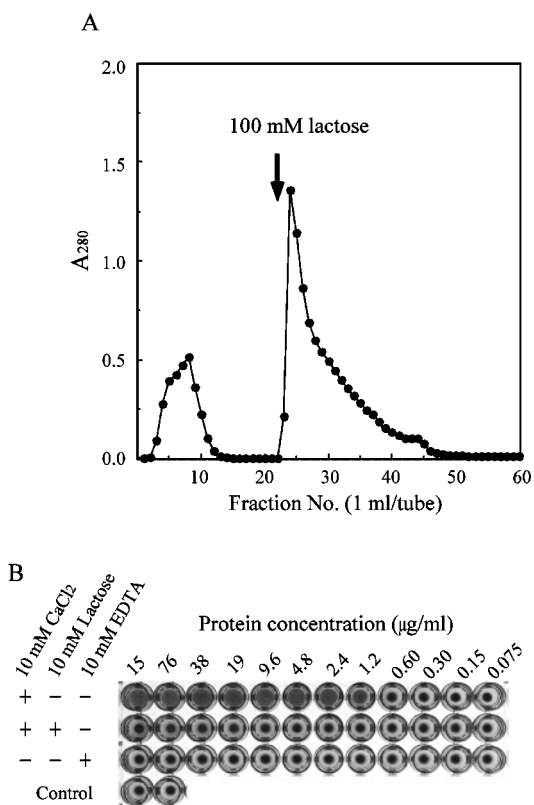 A
2.0
100 mM lactose
1.5
A280
1.0
0.5
0.0
10 20 30 40 50 60
Fraction No. (1 ml/tube)
B
10 mM CaCl2
10 mM Lactose
10 mM EDTA
Protein concentration (µg/ml)
15 76 38 19 9.6 4.8 2.4 1.2 0.60 0.30 0.15 0.075
+ − −
+ + −
− − +
Control